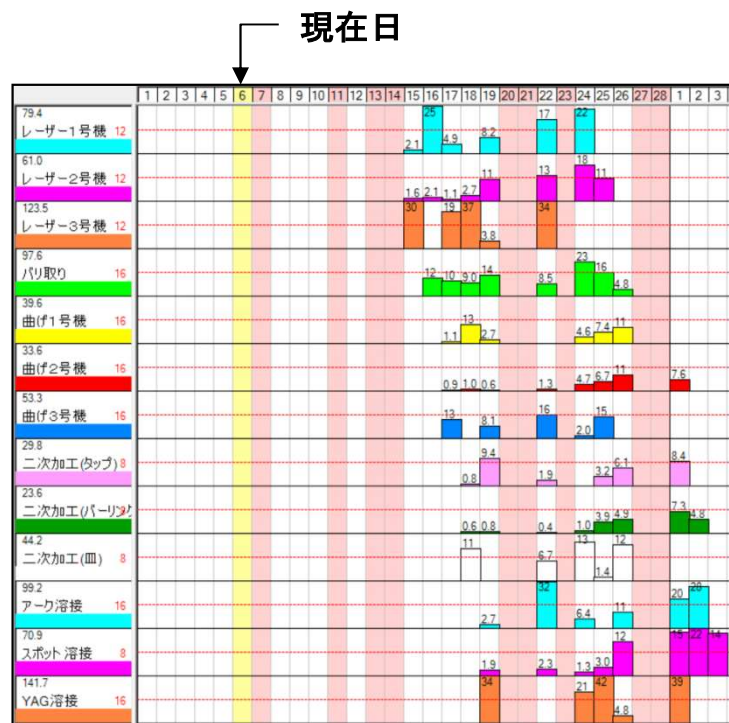 現在日
1 2 3 4 5 6 7 8 9 10 11 12 13 14 15 16 17 18 19 20 21 22 23 24 25 26 27 28 1 2 3
79.4 25 17 22
レーザー1号機 12 2.1 4.9 8.2
61.0 11 13 18 11
レーザー2号機 12 1.6 2.1 1.1 2.7
123.5 30 19 37 34
レーザー3号機 12 3.8
97.6 12 10 9.0 14 8.5 23 16 4.8
バリ取り 16
39.6 13 7.4 11
曲げ1号機 16 1.1 2.7 4.6
33.6 11 7.6
曲げ2号機 16 0.9 1.0 0.6 1.3 4.7 6.7
53.3 13 8.1 16 15
曲げ3号機 16 2.0
29.8 9.4 6.1 8.4
二次加工(タップ) 8 0.8 1.9 3.2
23.6 3.9 4.9 7.3 4.8
二次加工(バーリング 0.6 0.8 0.4 1.0
44.2 11 6.7 13 12
二次加工(皿) 8 1.4
99.2 32 11 20
アーク溶接 16 2.7 6.4
70.9 12 22 14
スポット溶接 8 1.9 2.3 1.3 3.0
141.7 34 21 42 39
YAG溶接 16 4.8